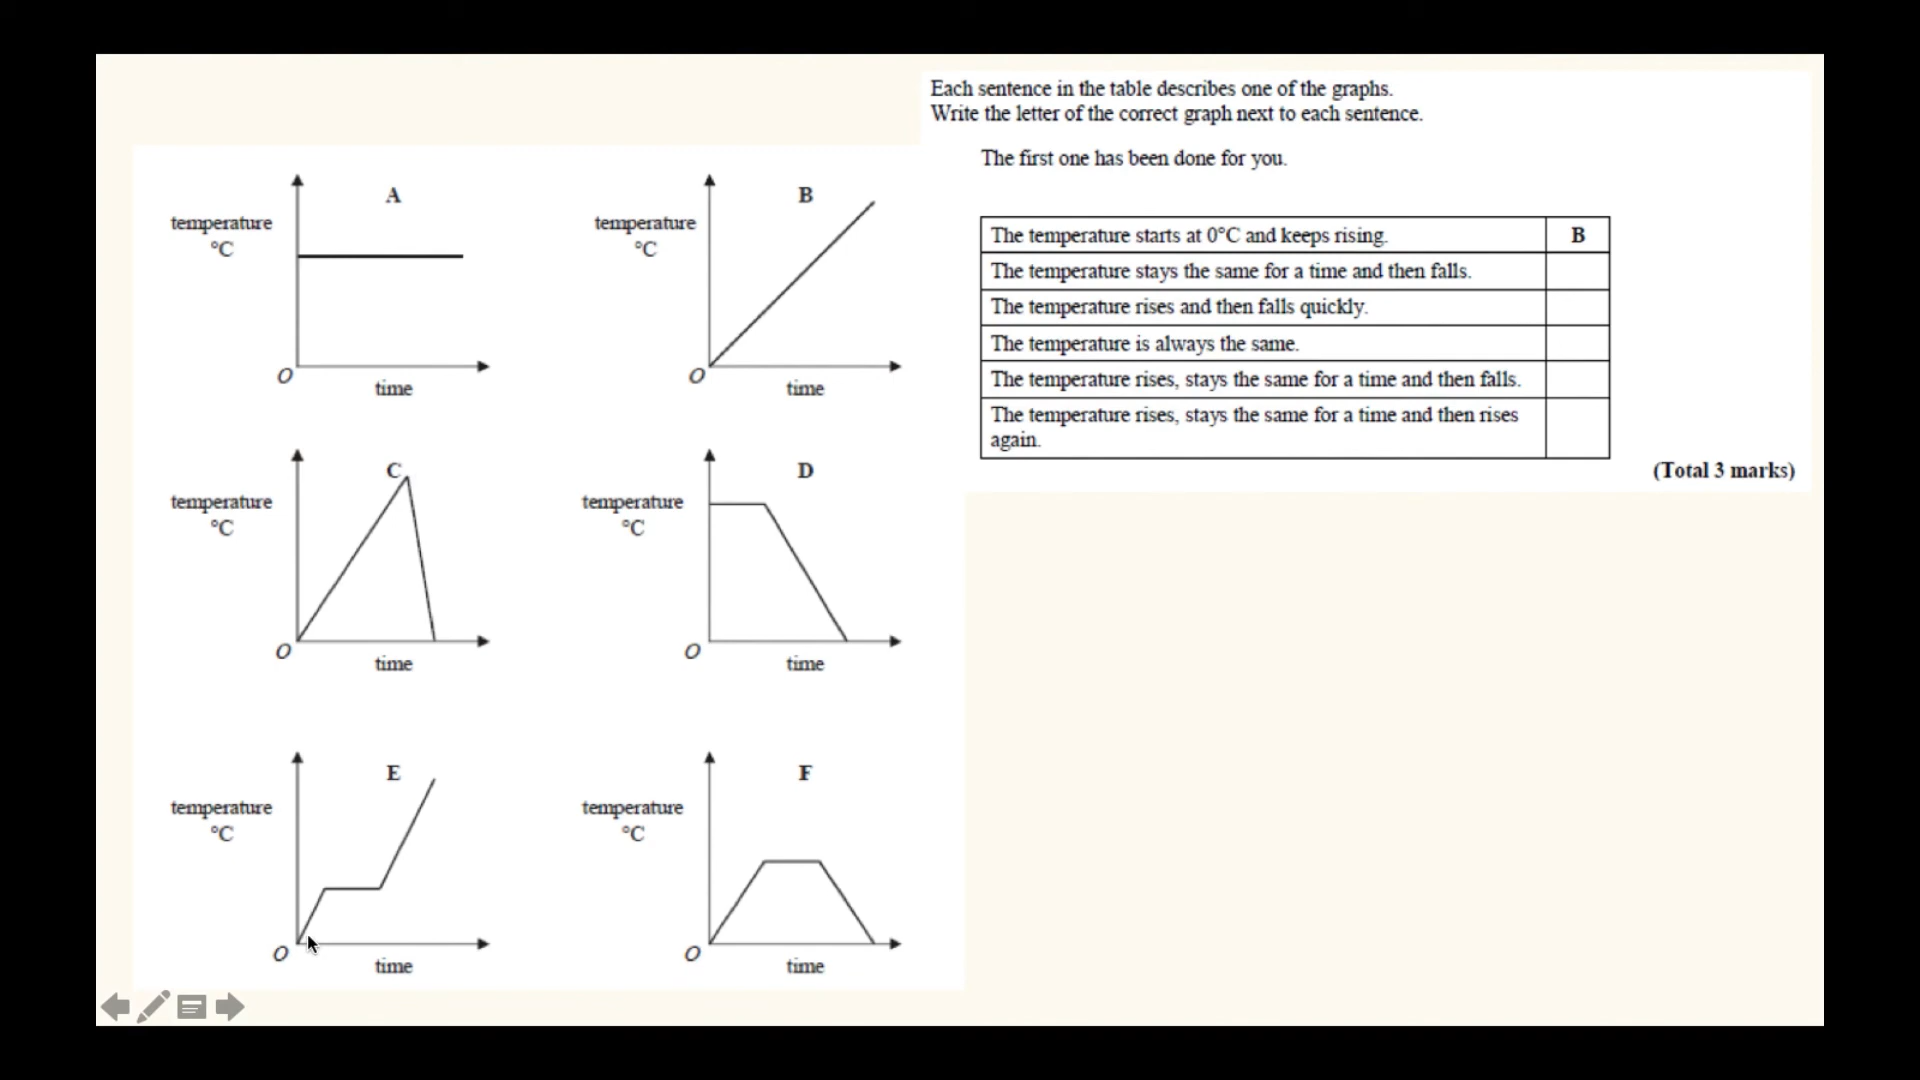 Each sentence in the table describes one of the graphs.
Write the letter of the correct graph next to each sentence.
The first one has been done for you.
The temperature starts at 0°C and keeps rising. B
The temperature stays the same for a time and then falls.
The temperature rises and then falls quickly.
The temperature is always the same.
The temperature rises, stays the same for a time and then falls.
The temperature rises, stays the same for a time and then rises
again.
(Total 3 marks)
A
temperature
°C
O
time
B
temperature
°C
O
time
C
temperature
°C
O
time
D
temperature
°C
O
time
E
temperature
°C
O
time
F
temperature
°C
O
time